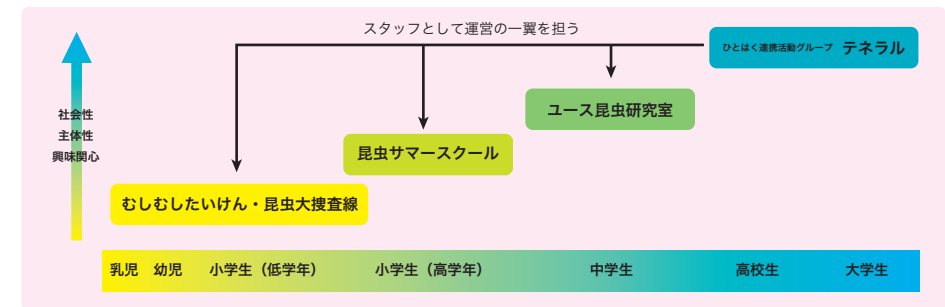 スタッフとして運営の一翼を担う
ひとはく連携活動グループ テネラル
ユース昆虫研究室
昆虫サマースクール
むしむしたいけん・昆虫大捜査線
社会性
主体性
興味関心
乳児 幼児 小学生（低学年） 小学生（高学年） 中学生 高校生 大学生